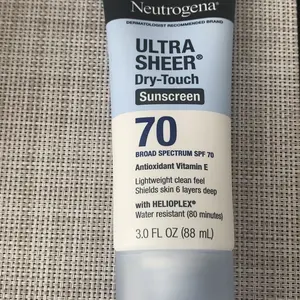 Neutrogena®
DERMATOLOGIST RECOMMENDED BRAND
ULTRA
SHEER®
Dry-Touch
Sunscreen
70
BROAD SPECTRUM SPF 70
Antioxidant Vitamin E
Lightweight clean feel
Shields skin 6 layers deep
with HELIOPLEX®
Water resistant (80 minutes)
3.0 FL OZ (88 mL)